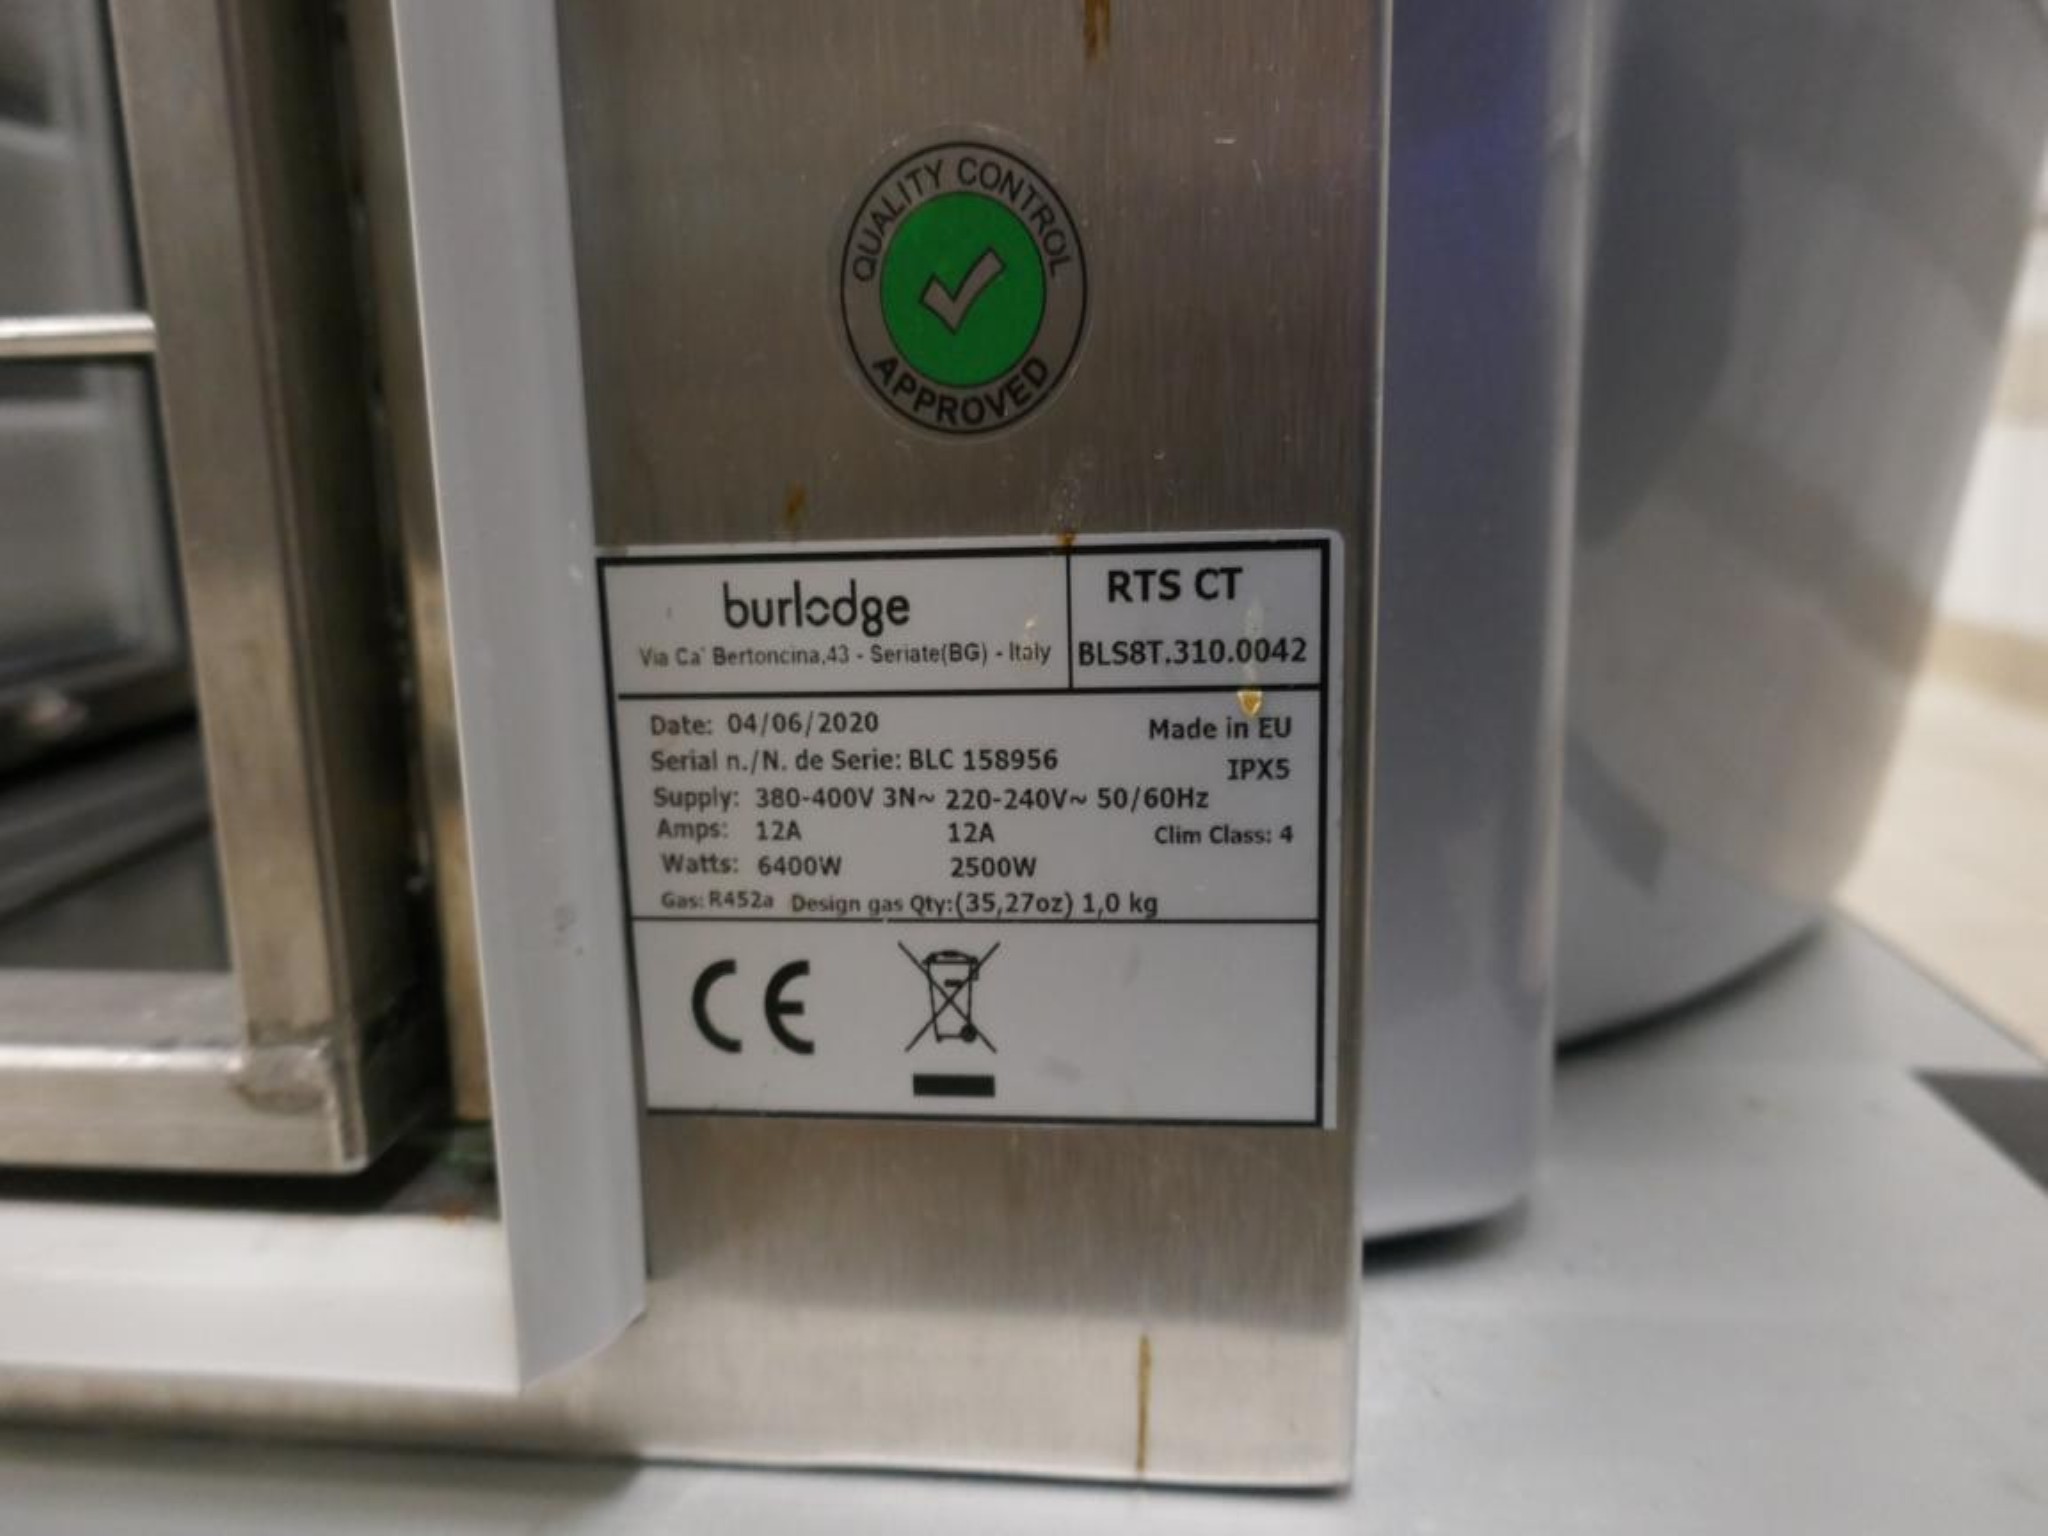 QUALITY CONTROL
APPROVED
burlodge
Via Ca' Bertoncina,43 - Seriate(BG) - Italy
RTS CT
BLS8T.310.0042
Date: 04/06/2020
Made in EU
Serial n./N. de Serie: BLC 158956
IPX5
Supply: 380-400V 3N~ 220-240V~ 50/60Hz
Amps: 12A 12A Clim Class: 4
Watts: 6400W 2500W
Gas: R452a Design gas Qty:(35,27oz) 1,0 kg
CE